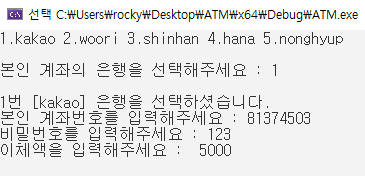 선택 C:₩Users₩rocky₩Desktop₩ATM₩x64₩Debug₩ATM.exe
1.kakao 2.woori 3.shinhan 4.hana 5.nonghyup
본인 계좌의 은행을 선택해주세요 : 1
1번 [kakao] 은행을 선택하셨습니다.
본인 계좌번호를 입력해주세요 : 81374503
비밀번호를 입력해주세요 : 123
이체액을 입력해주세요 :  5000